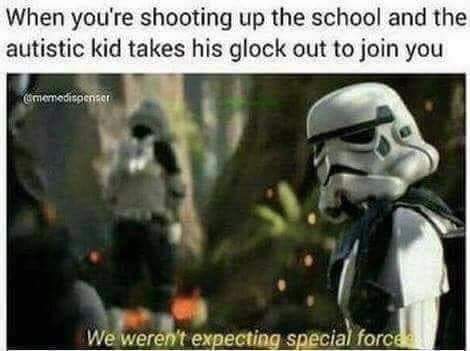 When you're shooting up the school and the
autistic kid takes his glock out to join you
@memedispenser
We weren't expecting special forces